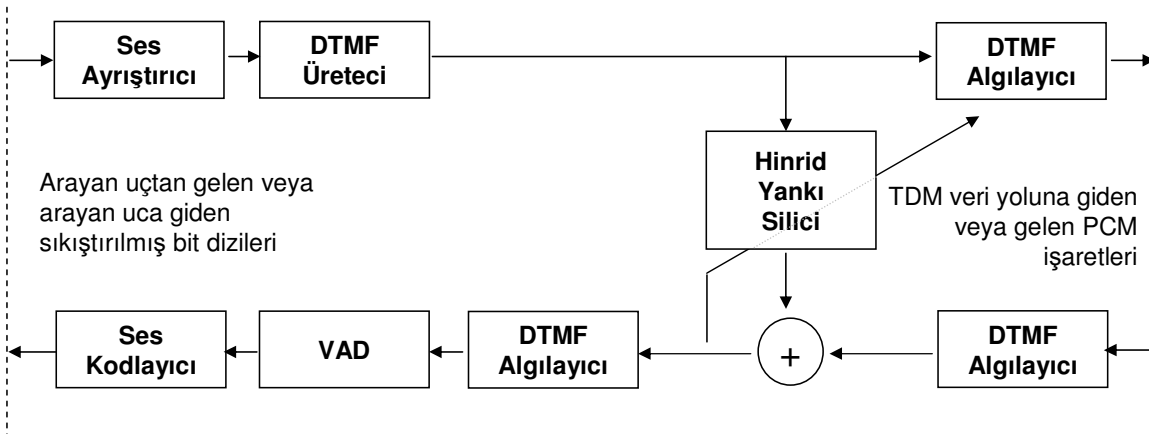 Ses
Ayrıştırıcı
DTMF
Üreteci
DTMF
Algılayıcı
Hinrid
Yankı
Silici
Arayan uçtan gelen veya
arayan uca giden
sıkıştırılmış bit dizileri
TDM veri yoluna giden
veya gelen PCM
işaretleri
Ses
Kodlayıcı
VAD
DTMF
Algılayıcı
+
DTMF
Algılayıcı